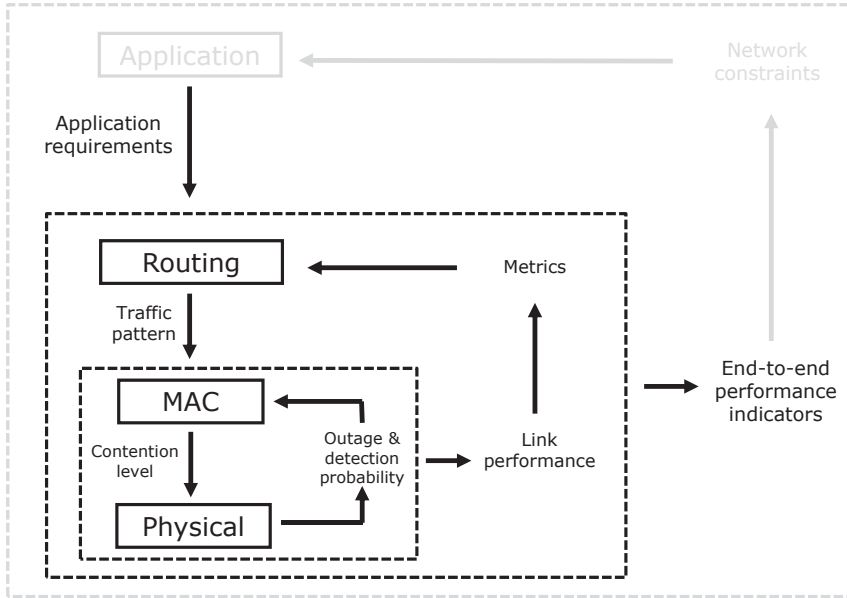 Application
Network
constraints
Application
requirements
Routing
Metrics
Traffic
pattern
MAC
End-to-end
performance
indicators
Contention
level
Outage &
detection
probability
Link
performance
Physical